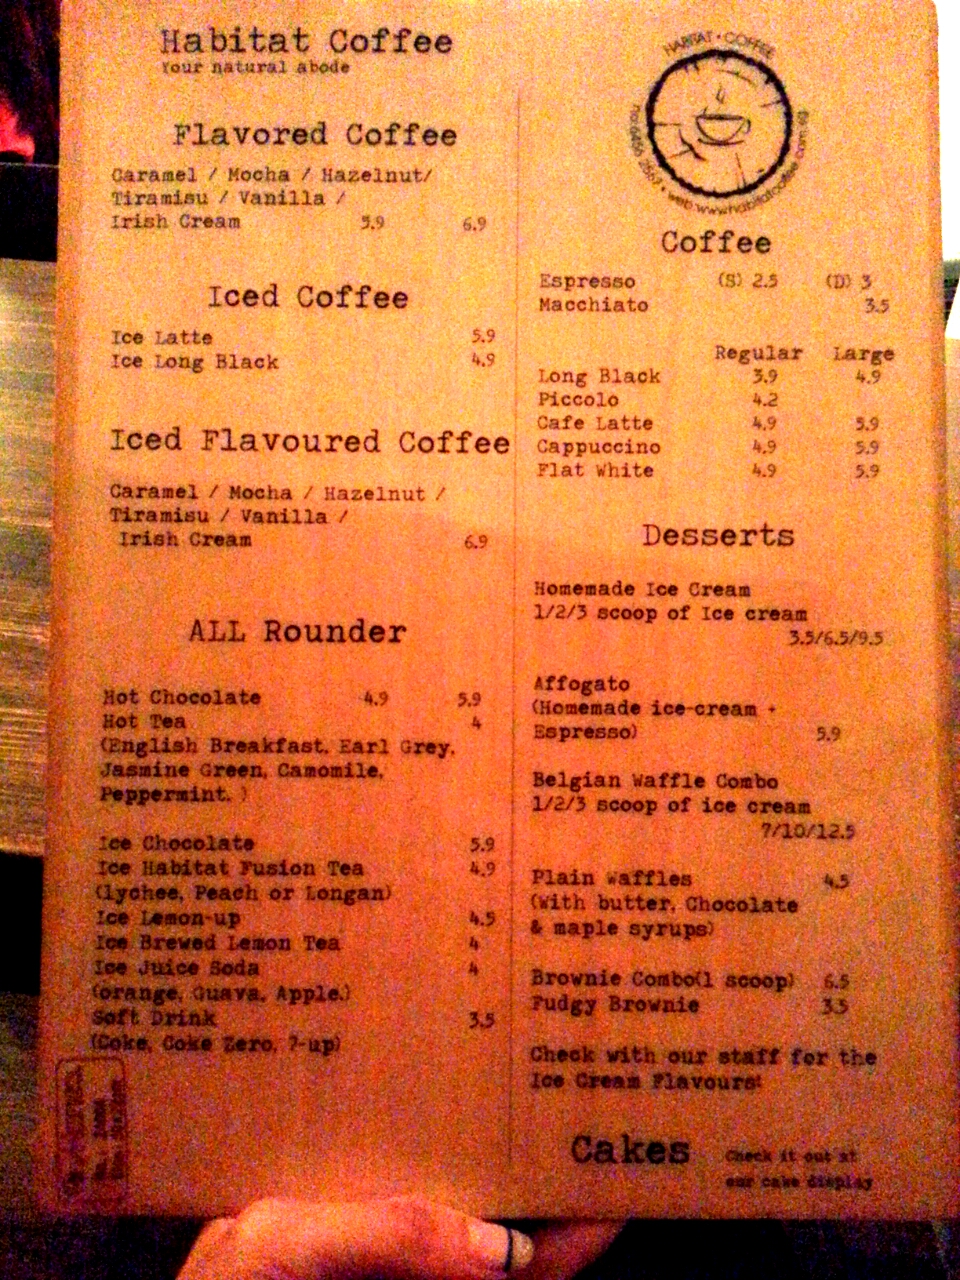 Habitat Coffee
Your natural abode
Flavored Coffee
Caramel / Mocha / Hazelnut/
Tiramisu / Vanilla /
Irish Cream 5.9 6.9
Iced Coffee
Ice Latte 5.9
Ice Long Black 4.9
Iced Flavoured Coffee
Caramel / Mocha / Hazelnut /
Tiramisu / Vanilla /
Irish Cream 6.9
ALL Rounder
Hot Chocolate 4.9 5.9
Hot Tea 4
(English Breakfast, Earl Grey,
Jasmine Green, Camomile,
Peppermint, )
Ice Chocolate 5.9
Ice Habitat Fusion Tea 4.9
(lychee, Peach or Longan)
Ice Lemon-up 4.5
Ice Brewed Lemon Tea 4
Ice Juice Soda 4
(orange, Guava, Apple,)
Soft Drink 3.5
(Coke, Coke Zero, 7-up)
HABITAT • COFFEE
Coffee
Espresso (S) 2.5 (D) 3
Macchiato 3.5
Regular Large
Long Black 3.9 4.9
Piccolo 4.2
Cafe Latte 4.9 5.9
Cappuccino 4.9 5.9
Flat White 4.9 5.9
Desserts
Homemade Ice Cream
1/2/3 scoop of Ice cream
3.5/6.5/9.5
Affogato
(Homemade ice-cream +
Espresso) 5.9
Belgian Waffle Combo
1/2/3 scoop of ice cream
7/10/12.5
Plain Waffles 4.5
(With butter, Chocolate
& maple syrups)
Brownie Combo(1 scoop) 6.5
Fudgy Brownie 3.5
Check with our staff for the
Ice Cream Flavours!
Cakes Check it out at
our cake display